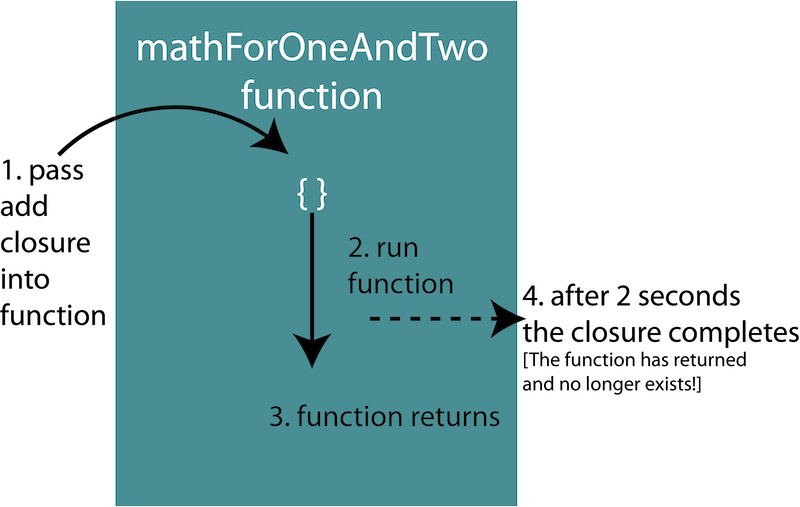 mathForOneAndTwo
function
1. pass
add
closure
into
function
{ }
2. run
function
3. function returns
4. after 2 seconds
the closure completes
[The function has returned
and no longer exists!]